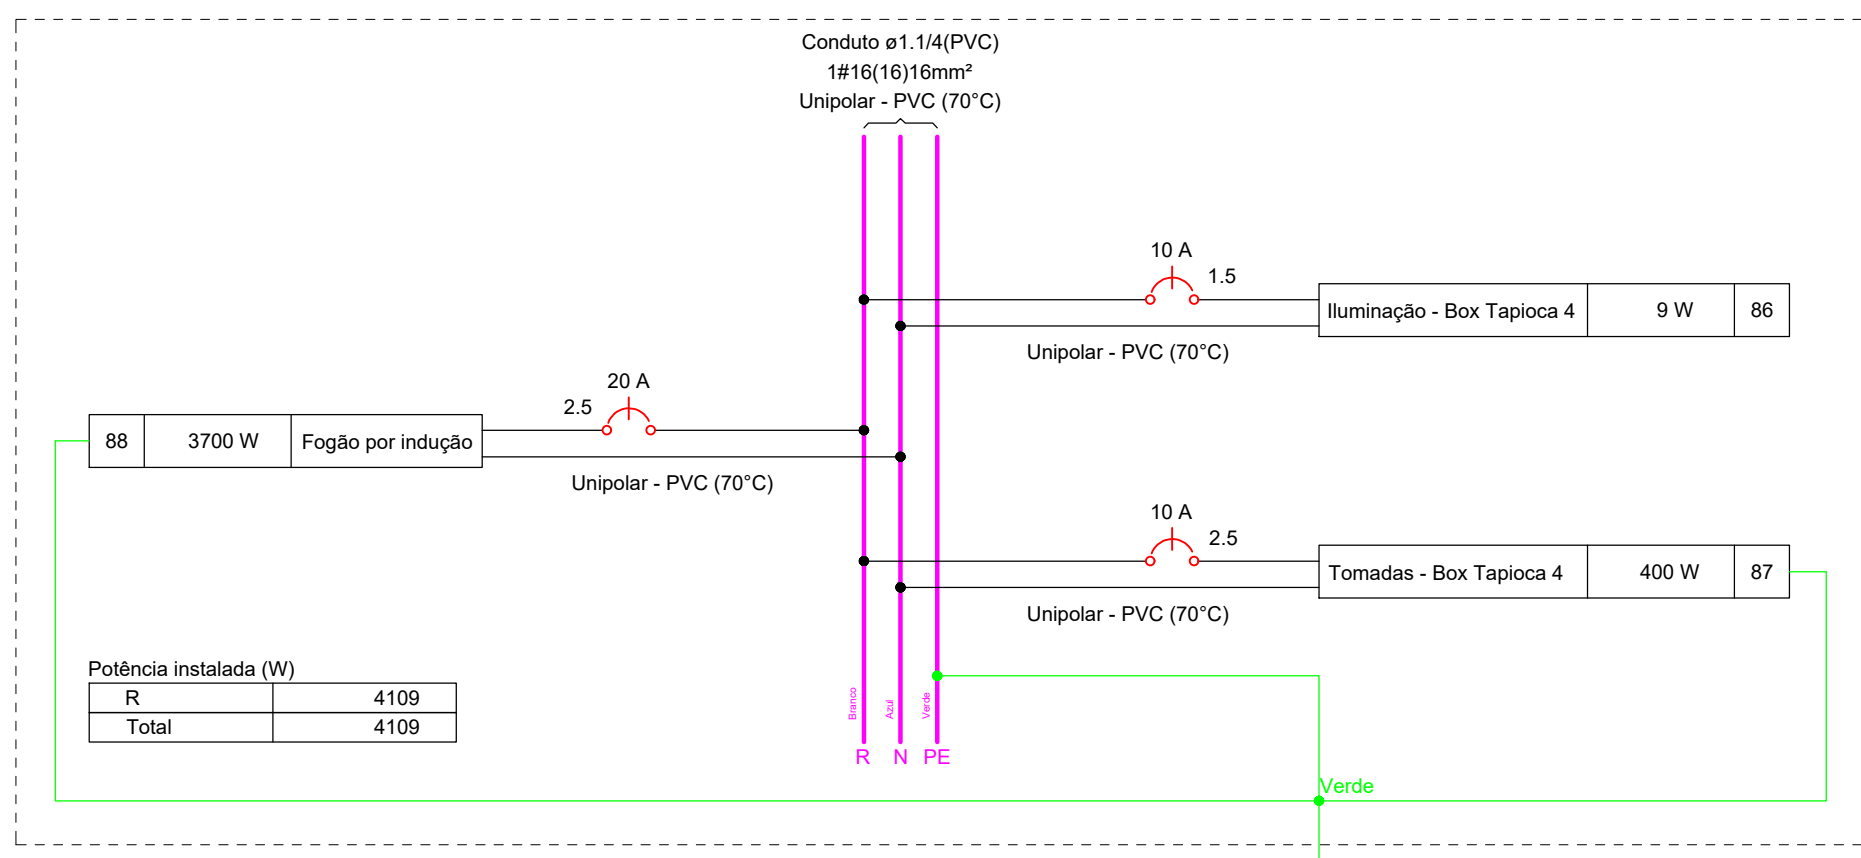 Conduto ø1.1/4(PVC)
1#16(16)16mm²
Unipolar - PVC (70°C)
10 A
1.5
Iluminação - Box Tapioca 4 9 W 86
Unipolar - PVC (70°C)
20 A
2.5
88 3700 W Fogão por indução
Unipolar - PVC (70°C)
10 A
2.5
Tomadas - Box Tapioca 4 400 W 87
Unipolar - PVC (70°C)
Potência instalada (W)
R 4109
Total 4109
Branco
Azul
Verde
R N PE
Verde